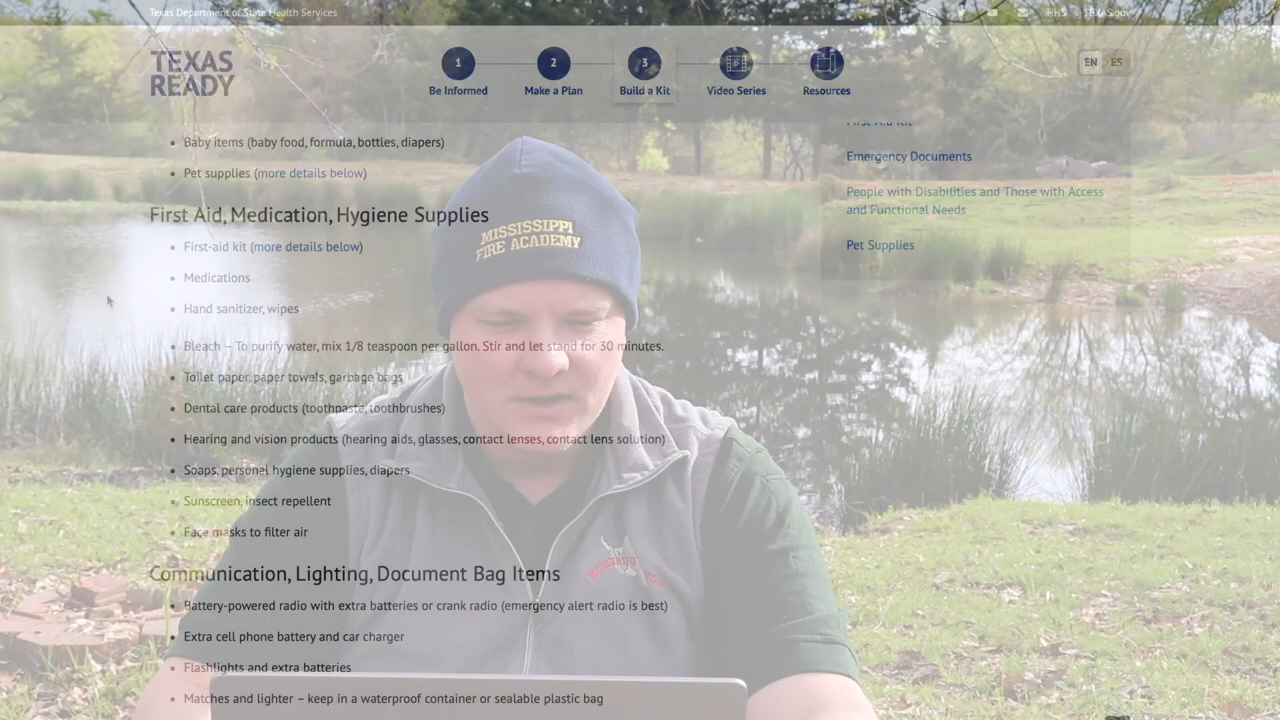 Texas Department of State Health Services
HHS
TEXAS.gov
TEXAS
READY
1
2
3
Be Informed
Make a Plan
Build a Kit
Video Series
Resources
EN
ES
Baby items (baby food, formula, bottles, diapers)
Pet supplies (more details below)
First Aid, Medication, Hygiene Supplies
First-aid kit (more details below)
Medications
Hand sanitizer, wipes
Bleach – To purify water, mix 1/8 teaspoon per gallon. Stir and let stand for 30 minutes.
Toilet paper, paper towels, garbage bags
Dental care products (toothpaste, toothbrushes)
Hearing and vision products (hearing aids, glasses, contact lenses, contact lens solution)
Soaps, personal hygiene supplies, diapers
Sunscreen, insect repellent
Face masks to filter air
Communication, Lighting, Document Bag Items
Battery-powered radio with extra batteries or crank radio (emergency alert radio is best)
Extra cell phone battery and car charger
Flashlights and extra batteries
Matches and lighter – keep in a waterproof container or sealable plastic bag
First Aid Kit
Emergency Documents
People with Disabilities and Those with Access
and Functional Needs
Pet Supplies
MISSISSIPPI
FIRE ACADEMY